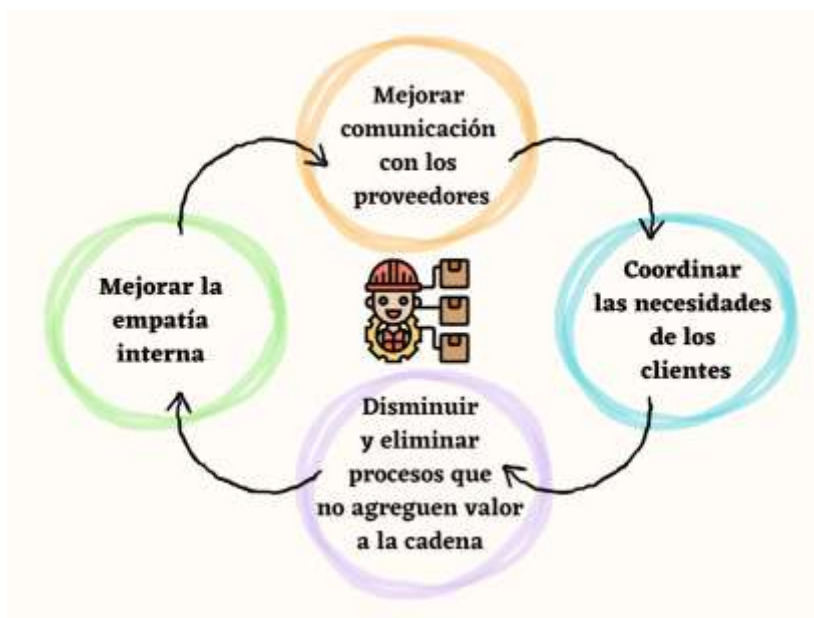 Mejorar
comunicación
con los
proveedores
Coordinar
las necesidades
de los
clientes
Disminuir
y eliminar
procesos que
no agreguen valor
a la cadena
Mejorar la
empatía
interna